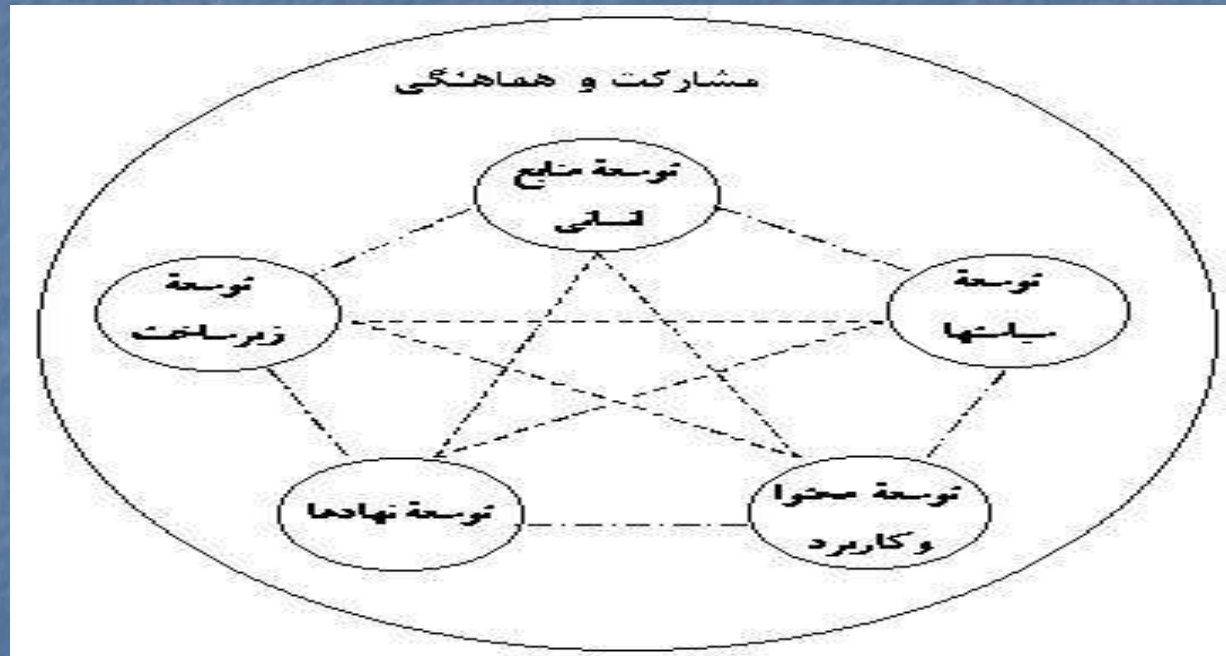 مشارکت و هماهنگی
توسعهٔ منابع
انسانی
توسعهٔ
سیاستها
توسعهٔ
زیرساخت
توسعهٔ محتوا
و کاربرد
توسعهٔ نهادها